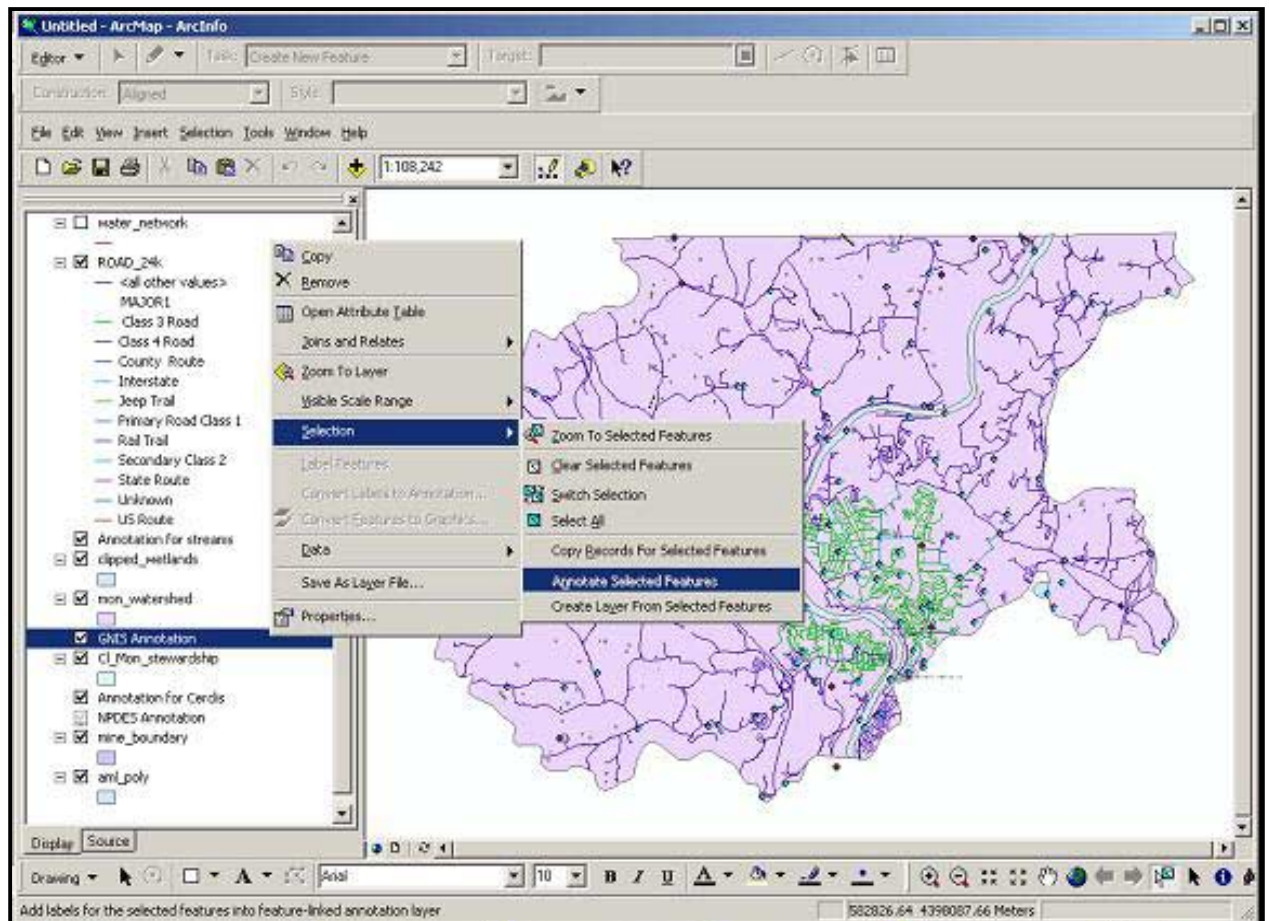 Untitled - ArcMap - ArcInfo
Editor Task: Create New Feature Target:
Construction: Aligned Style:
File Edit View Insert Selection Tools Window Help
1:108,242
water_network
ROAD_24k
<all other values>
MAJOR1
Class 3 Road
Class 4 Road
County Route
Interstate
Jeep Trail
Primary Road Class 1
Rail Trail
Secondary Class 2
State Route
Unknown
US Route
Annotation for streams
clipped_wetlands
mon_watershed
GNIS Annotation
Cl_Mon_stewardship
Annotation for Cerclis
NPDES Annotation
mine_boundary
aml_poly
Display Source
Copy
Remove
Open Attribute Table
Joins and Relates
Zoom To Layer
Visible Scale Range
Selection
Label Features
Convert Labels to Annotation...
Convert Features to Graphics...
Data
Save As Layer File...
Properties...
Zoom To Selected Features
Clear Selected Features
Switch Selection
Select All
Copy Records For Selected Features
Annotate Selected Features
Create Layer From Selected Features
Drawing A Arial 10 B I U A
Add labels for the selected features into feature-linked annotation layer 582826.64 4398087.66 Meters